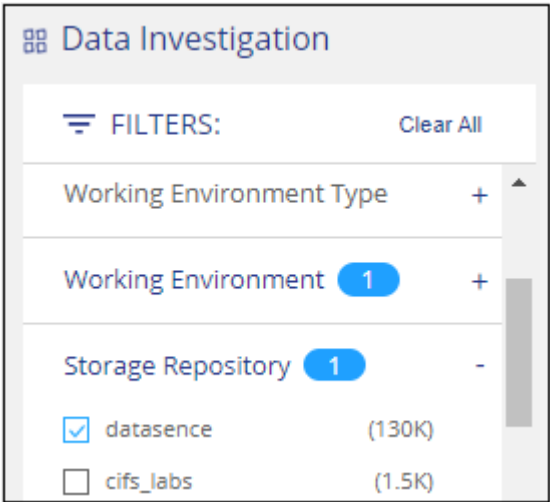 Data Investigation
FILTERS: Clear All
Working Environment Type +
Working Environment 1 +
Storage Repository 1 -
datasence (130K)
cifs_labs (1.5K)